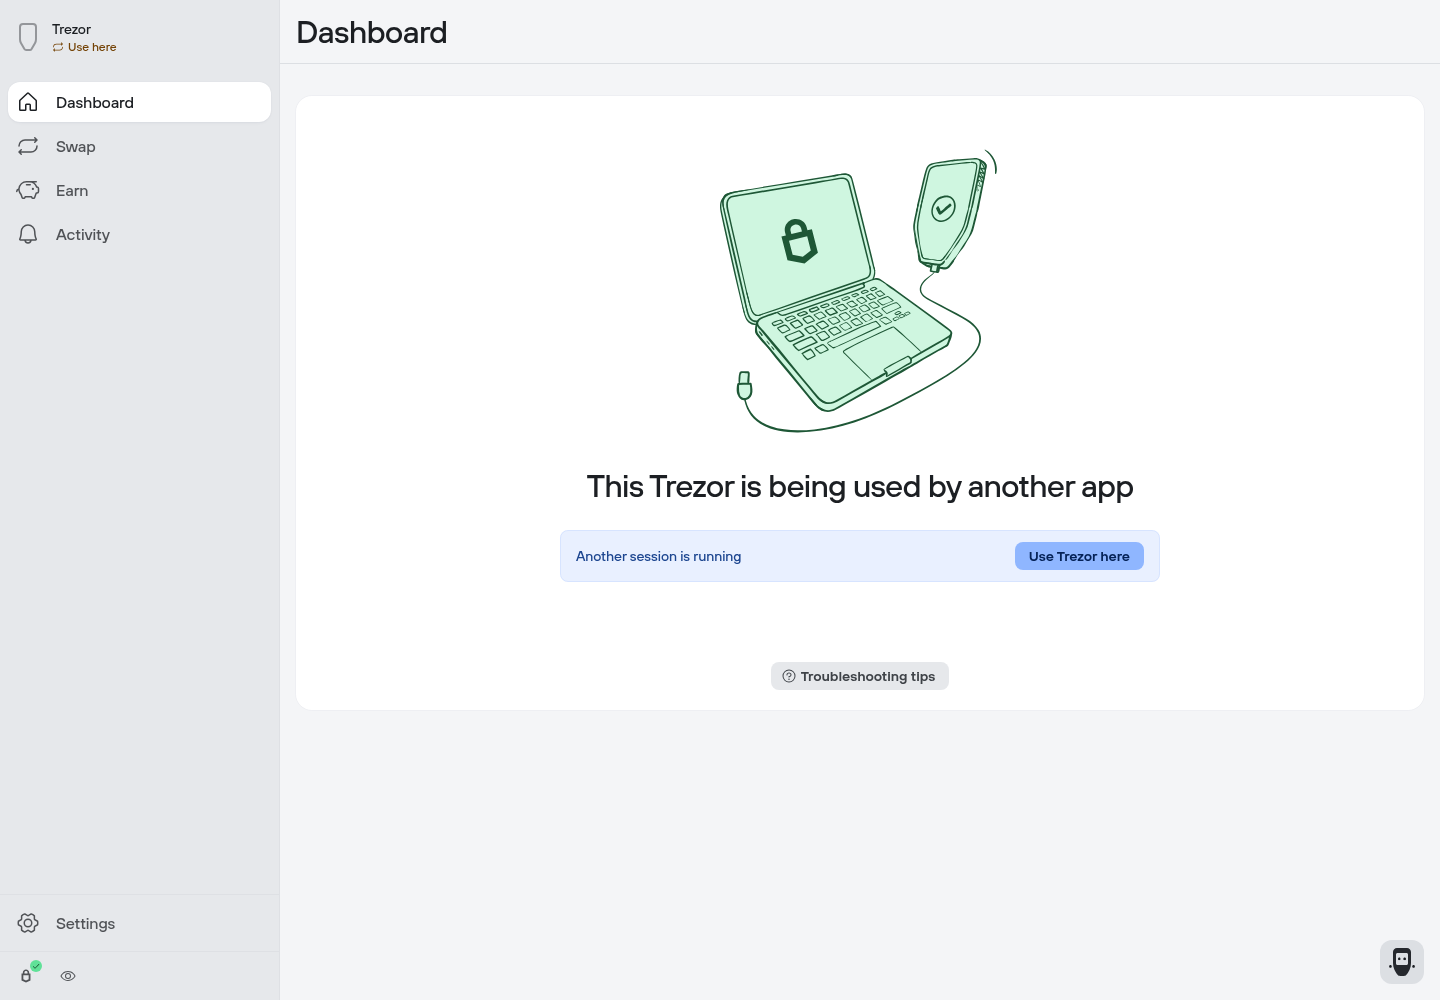 Trezor
Use here
Dashboard
Swap
Earn
Activity
Settings
Dashboard
This Trezor is being used by another app
Another session is running
Use Trezor here
Troubleshooting tips